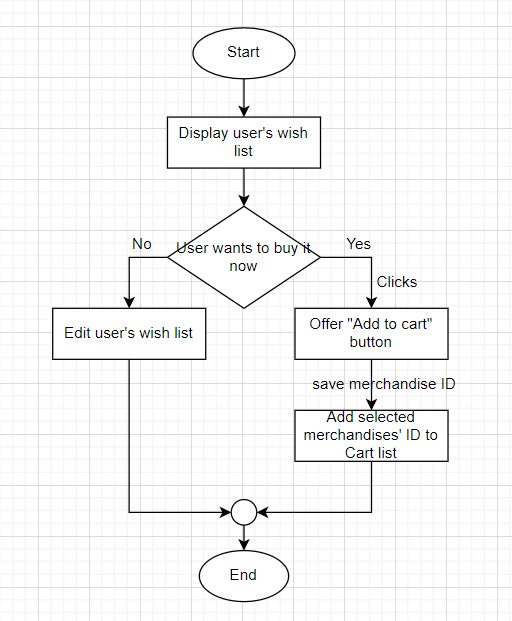 Start
Display user's wish
list
User wants to buy it
now
No
Yes
Clicks
Edit user's wish list
Offer "Add to cart"
button
save merchandise ID
Add selected
merchandises' ID to
Cart list
End